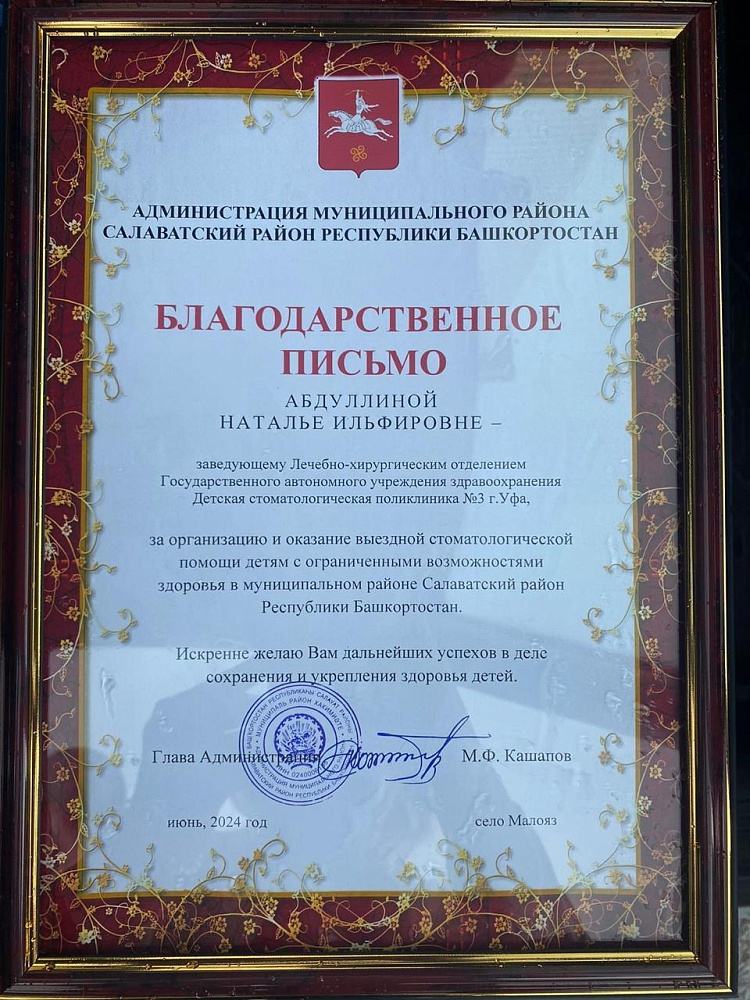 АДМИНИСТРАЦИЯ МУНИЦИПАЛЬНОГО РАЙОНА
САЛАВАТСКИЙ РАЙОН РЕСПУБЛИКИ БАШКОРТОСТАН
БЛАГОДАРСТВЕННОЕ
ПИСЬМО
АБДУЛЛИНОЙ
НАТАЛЬЕ ИЛЬФИРОВНЕ –
заведующему Лечебно-хирургическим отделением
Государственного автономного учреждения здравоохранения
Детская стоматологическая поликлиника №3 г.Уфа,
за организацию и оказание выездной стоматологической
помощи детям с ограниченными возможностями
здоровья в муниципальном районе Салаватский район
Республики Башкортостан.
Искренне желаю Вам дальнейших успехов в деле
сохранения и укрепления здоровья детей.
Глава Администрации М.Ф. Кашапов
июнь, 2024 год село Малояз